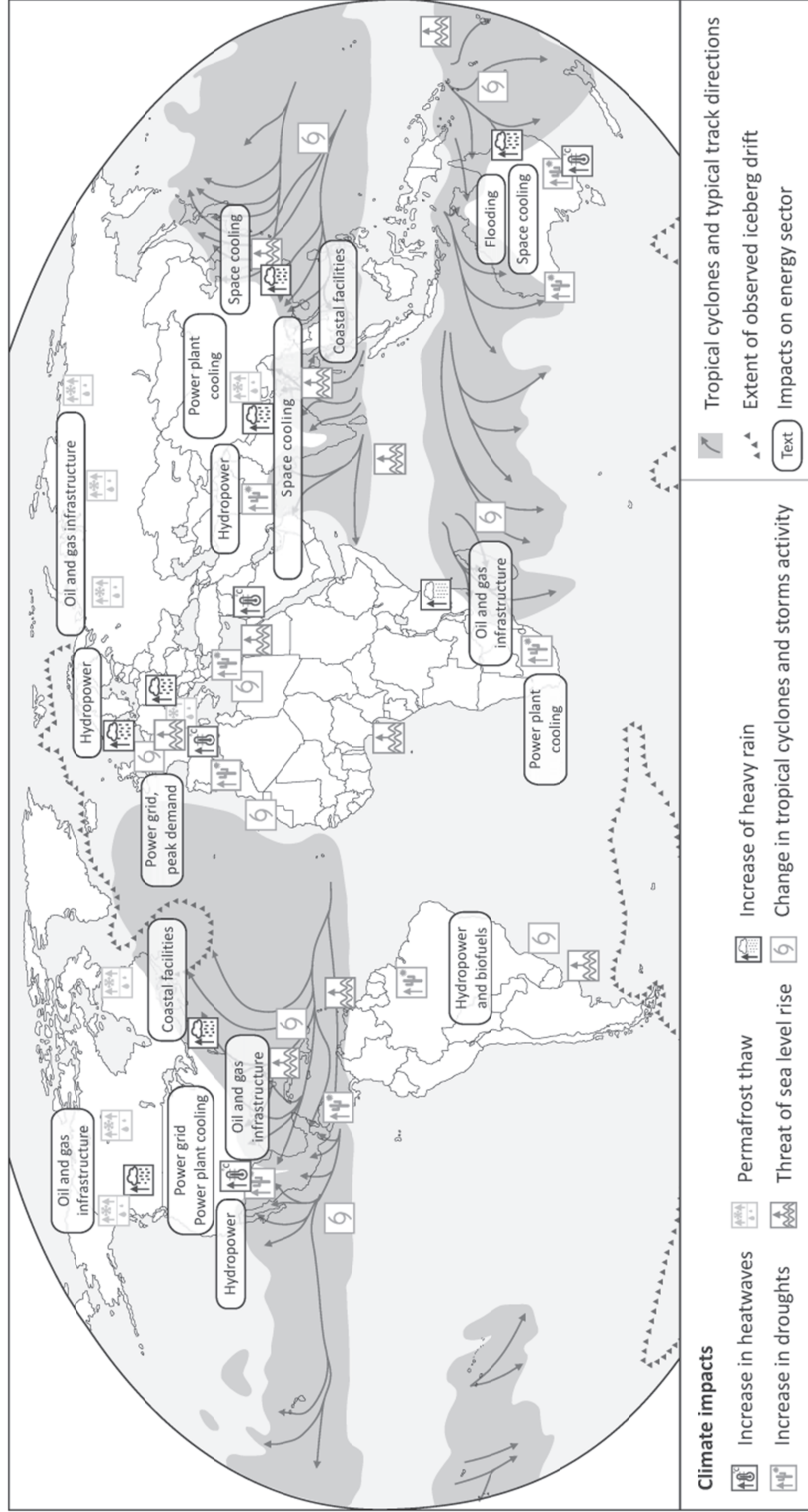 Oil and gas
infrastructure
Power grid
Power plant cooling
Hydropower
Oil and gas
infrastructure
Coastal facilities
Hydropower
and biofuels
Power grid,
peak demand
Hydropower
Oil and gas infrastructure
Power plant
cooling
Oil and gas
infrastructure
Hydropower
Space cooling
Power plant
cooling
Space cooling
Coastal facilities
Flooding
Space cooling
Climate impacts
Increase in heatwaves
Permafrost thaw
Increase of heavy rain
Increase in droughts
Threat of sea level rise
Change in tropical cyclones and storms activity
Tropical cyclones and typical track directions
Extent of observed iceberg drift
Text
Impacts on energy sector